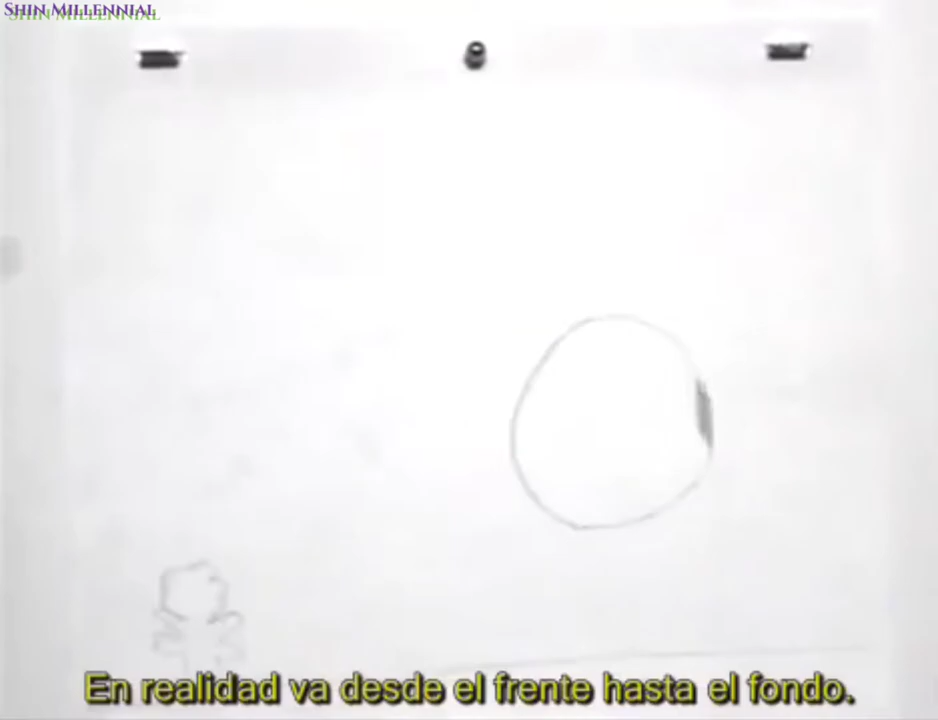 Shin Millennial
En realidad va desde el frente hasta el fondo.